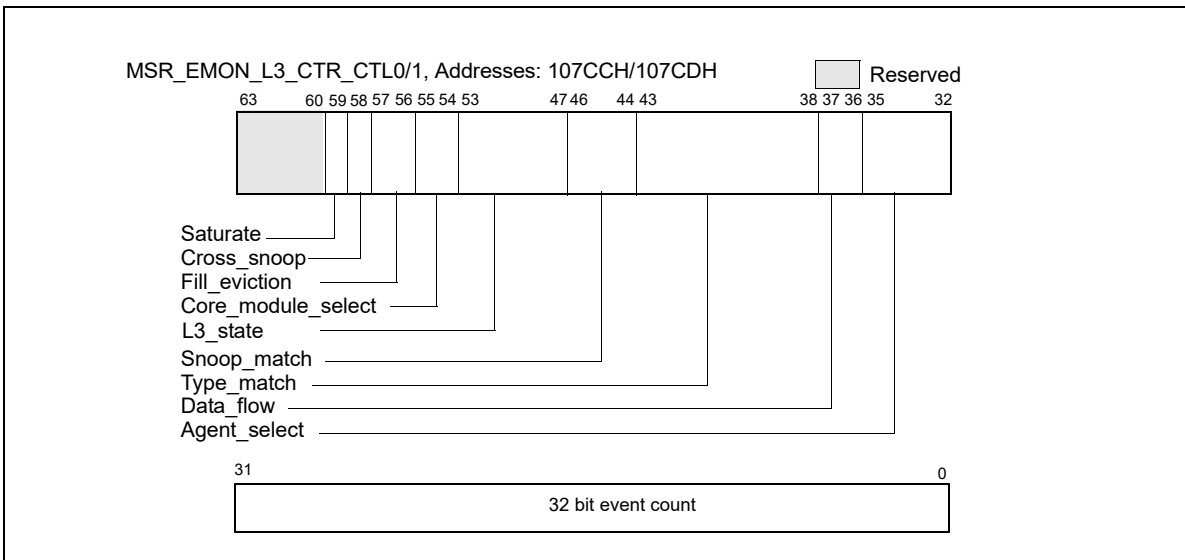 MSR_EMON_L3_CTR_CTL0/1, Addresses: 107CCH/107CDH
Reserved
63 60 59 58 57 56 55 54 53 47 46 44 43 38 37 36 35 32
Saturate
Cross_snoop
Fill_eviction
Core_module_select
L3_state
Snoop_match
Type_match
Data_flow
Agent_select
31 0
32 bit event count